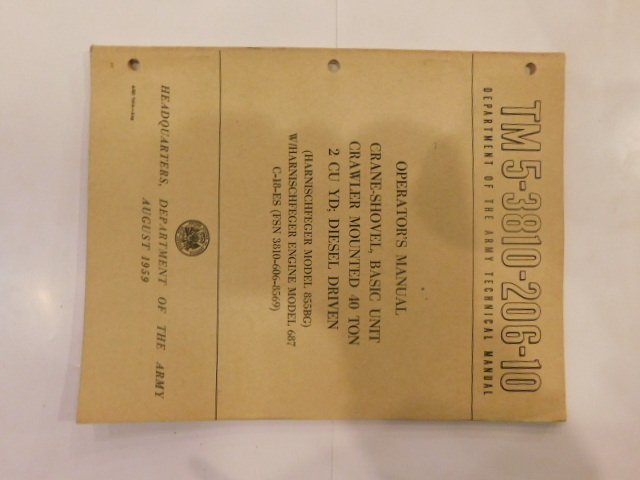 TM 5-3810-206-10
DEPARTMENT OF THE ARMY TECHNICAL MANUAL
OPERATOR'S MANUAL
CRANE-SHOVEL, BASIC UNIT
CRAWLER MOUNTED 40 TON
2 CU YD; DIESEL DRIVEN
(HARNISCHFEGER MODEL 855BG)
W/HARNISCHFEGER ENGINE MODEL 687
C-18-ES (FSN 3810-606-8569)
HEADQUARTERS, DEPARTMENT OF THE ARMY
AUGUST 1959